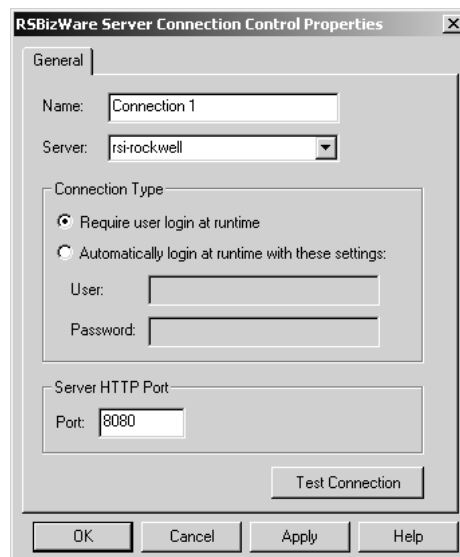 RSBizWare Server Connection Control Properties
General
Name: Connection 1
Server: rsi-rockwell
Connection Type
Require user login at runtime
Automatically login at runtime with these settings:
User:
Password:
Server HTTP Port
Port: 8080
Test Connection
OK Cancel Apply Help